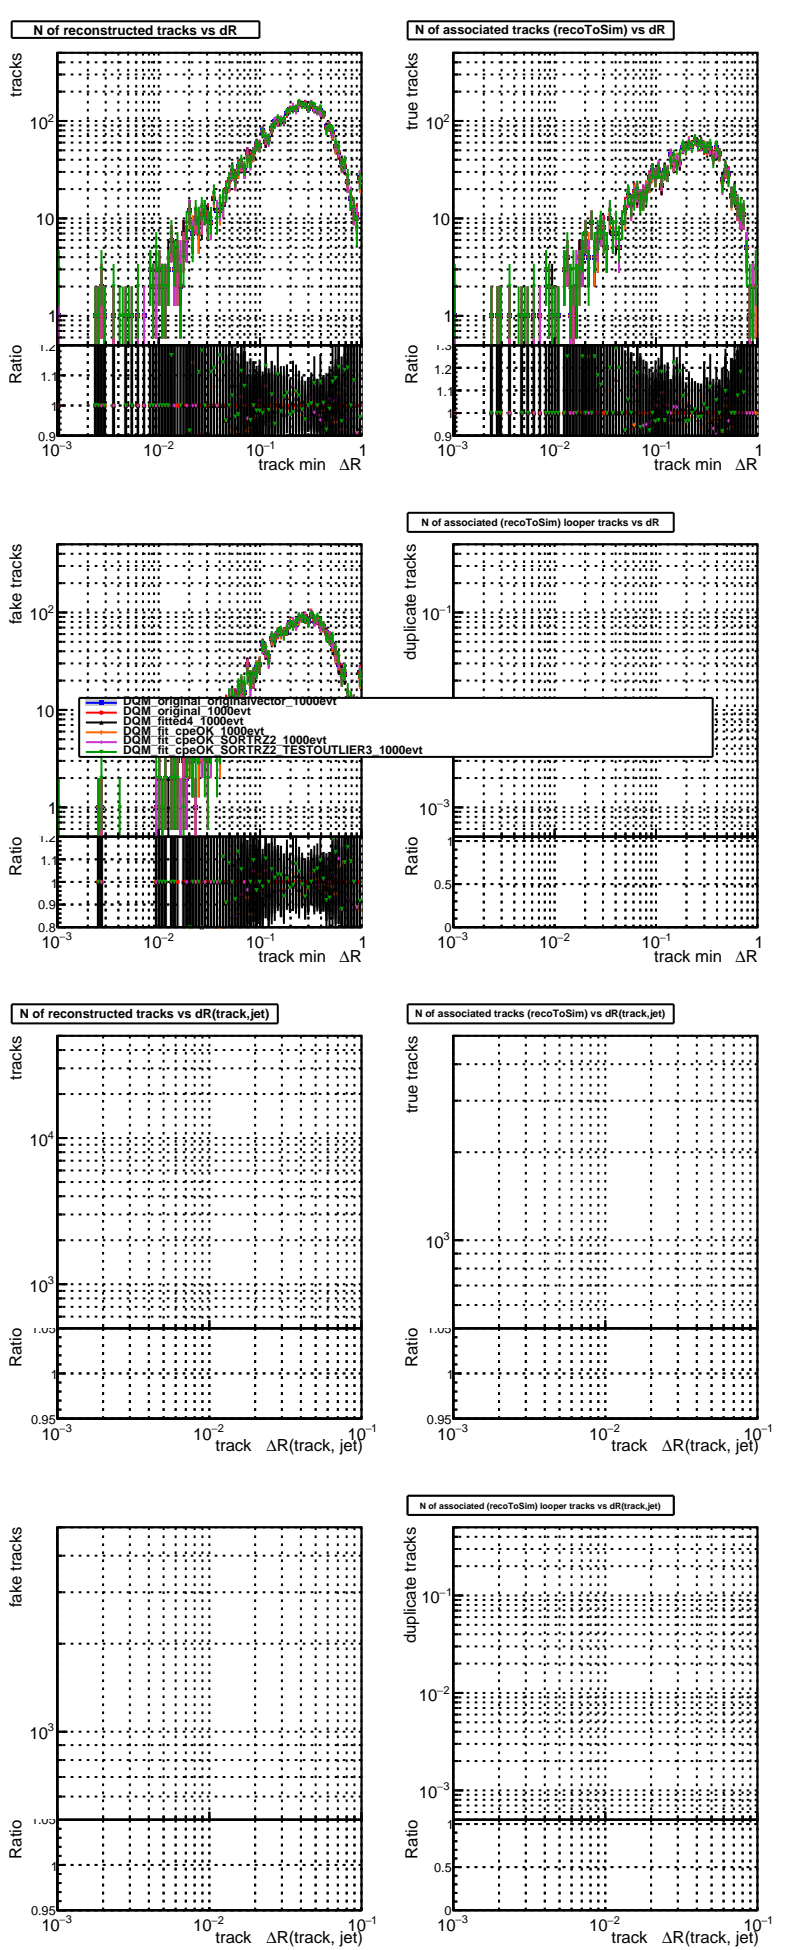 N of reconstructed tracks vs dR
tracks
10²
10
1
Ratio
1.2
1.1
1
0.9
10⁻³ 10⁻² 10⁻¹ 1
track min ΔR
N of associated tracks (recoToSim) vs dR
true tracks
10²
10
1
Ratio
1.3
1.2
1.1
1
0.9
10⁻³ 10⁻² 10⁻¹ 1
track min ΔR
fake tracks
10²
10
1
Ratio
1.2
1.1
1
0.9
0.8
10⁻³ 10⁻² 10⁻¹ 1
track min ΔR
N of associated (recoToSim) looper tracks vs dR
duplicate tracks
10⁻¹
10⁻³
Ratio
1
0.5
0
10⁻³ 10⁻² 10⁻¹ 1
track min ΔR
DQM_original_originalvector_1000evt
DQM_original_1000evt
DQM_fitted4_1000evt
DQM_fit_cpeOK_1000evt
DQM_fit_cpeOK_SORTRZ2_1000evt
DQM_fit_cpeOK_SORTRZ2_TESTOUTLIER3_1000evt
N of reconstructed tracks vs dR(track,jet)
tracks
10⁴
10³
Ratio
1.05
1
0.95
10⁻³ 10⁻² 10⁻¹
track ΔR(track, jet)
N of associated tracks (recoToSim) vs dR(track,jet)
true tracks
10³
Ratio
1.05
1
0.95
10⁻³ 10⁻² 10⁻¹
track ΔR(track, jet)
fake tracks
10³
Ratio
1.05
1
0.95
10⁻³ 10⁻² 10⁻¹
track ΔR(track, jet)
N of associated (recoToSim) looper tracks vs dR(track,jet)
duplicate tracks
10⁻¹
10⁻²
10⁻³
Ratio
1
0.5
0
10⁻³ 10⁻² 10⁻¹
track ΔR(track, jet)